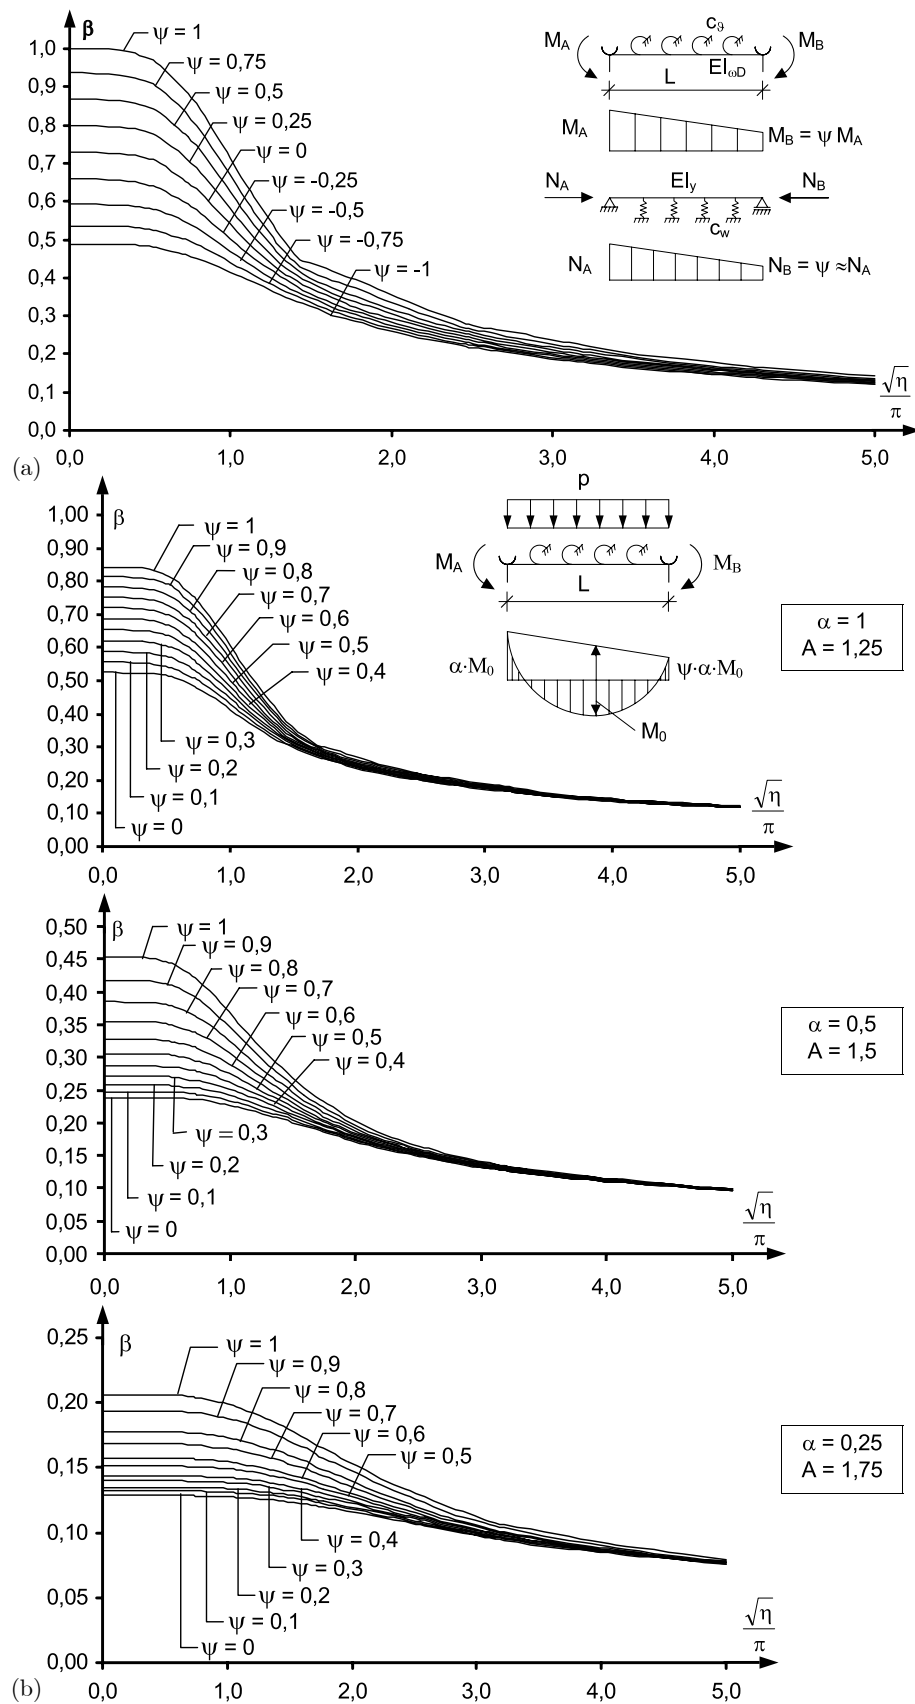 β
1,0
0,9
0,8
0,7
0,6
0,5
0,4
0,3
0,2
0,1
0,0
0,0 1,0 2,0 3,0 4,0 5,0
√η
π
ψ = 1
ψ = 0,75
ψ = 0,5
ψ = 0,25
ψ = 0
ψ = -0,25
ψ = -0,5
ψ = -0,75
ψ = -1
c_ϑ
M_A M_B
L EI_ωD
M_A M_B = ψ M_A
N_A EI_y N_B
c_w
N_A N_B = ψ ≈N_A
(a)
β
1,00
0,90
0,80
0,70
0,60
0,50
0,40
0,30
0,20
0,10
0,00
0,0 1,0 2,0 3,0 4,0 5,0
√η
π
ψ = 1
ψ = 0,9
ψ = 0,8
ψ = 0,7
ψ = 0,6
ψ = 0,5
ψ = 0,4
ψ = 0,3
ψ = 0,2
ψ = 0,1
ψ = 0
p
M_A M_B
L
α·M_0 ψ·α·M_0
M_0
α = 1
A = 1,25
β
0,50
0,45
0,40
0,35
0,30
0,25
0,20
0,15
0,10
0,05
0,00
0,0 1,0 2,0 3,0 4,0 5,0
√η
π
ψ = 1
ψ = 0,9
ψ = 0,8
ψ = 0,7
ψ = 0,6
ψ = 0,5
ψ = 0,4
ψ = 0,3
ψ = 0,2
ψ = 0,1
ψ = 0
α = 0,5
A = 1,5
β
0,25
0,20
0,15
0,10
0,05
0,00
0,0 1,0 2,0 3,0 4,0 5,0
√η
π
ψ = 1
ψ = 0,9
ψ = 0,8
ψ = 0,7
ψ = 0,6
ψ = 0,5
ψ = 0,4
ψ = 0,3
ψ = 0,2
ψ = 0,1
ψ = 0
α = 0,25
A = 1,75
(b)